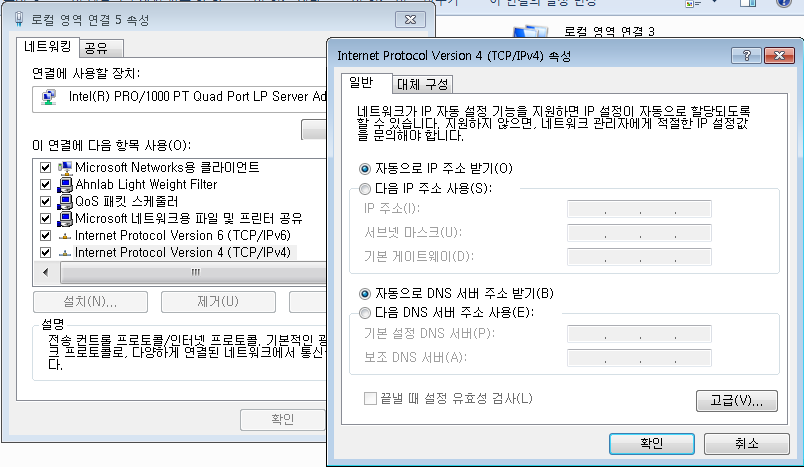 로컬 영역 연결 5 속성
네트워킹
공유
연결에 사용할 장치:
Intel(R) PRO/1000 PT Quad Port LP Server Ad
이 연결에 다음 항목 사용(O):
Microsoft Networks용 클라이언트
Ahnlab Light Weight Filter
QoS 패킷 스케줄러
Microsoft 네트워크용 파일 및 프린터 공유
Internet Protocol Version 6 (TCP/IPv6)
Internet Protocol Version 4 (TCP/IPv4)
설치(N)...
제거(U)
설명
전송 컨트롤 프로토콜/인터넷 프로토콜. 기본적인 광
크 프로토콜로, 다양하게 연결된 네트워크에서 통신
다.
확인
로컬 영역 연결 3
Internet Protocol Version 4 (TCP/IPv4) 속성
일반
대체 구성
네트워크가 IP 자동 설정 기능을 지원하면 IP 설정이 자동으로 할당되도록
할 수 있습니다. 지원하지 않으면, 네트워크 관리자에게 적절한 IP 설정값
을 문의해야 합니다.
자동으로 IP 주소 받기(O)
다음 IP 주소 사용(S):
IP 주소(I):
서브넷 마스크(U):
기본 게이트웨이(D):
자동으로 DNS 서버 주소 받기(B)
다음 DNS 서버 주소 사용(E):
기본 설정 DNS 서버(P):
보조 DNS 서버(A):
끝낼 때 설정 유효성 검사(L)
고급(V)...
확인
취소